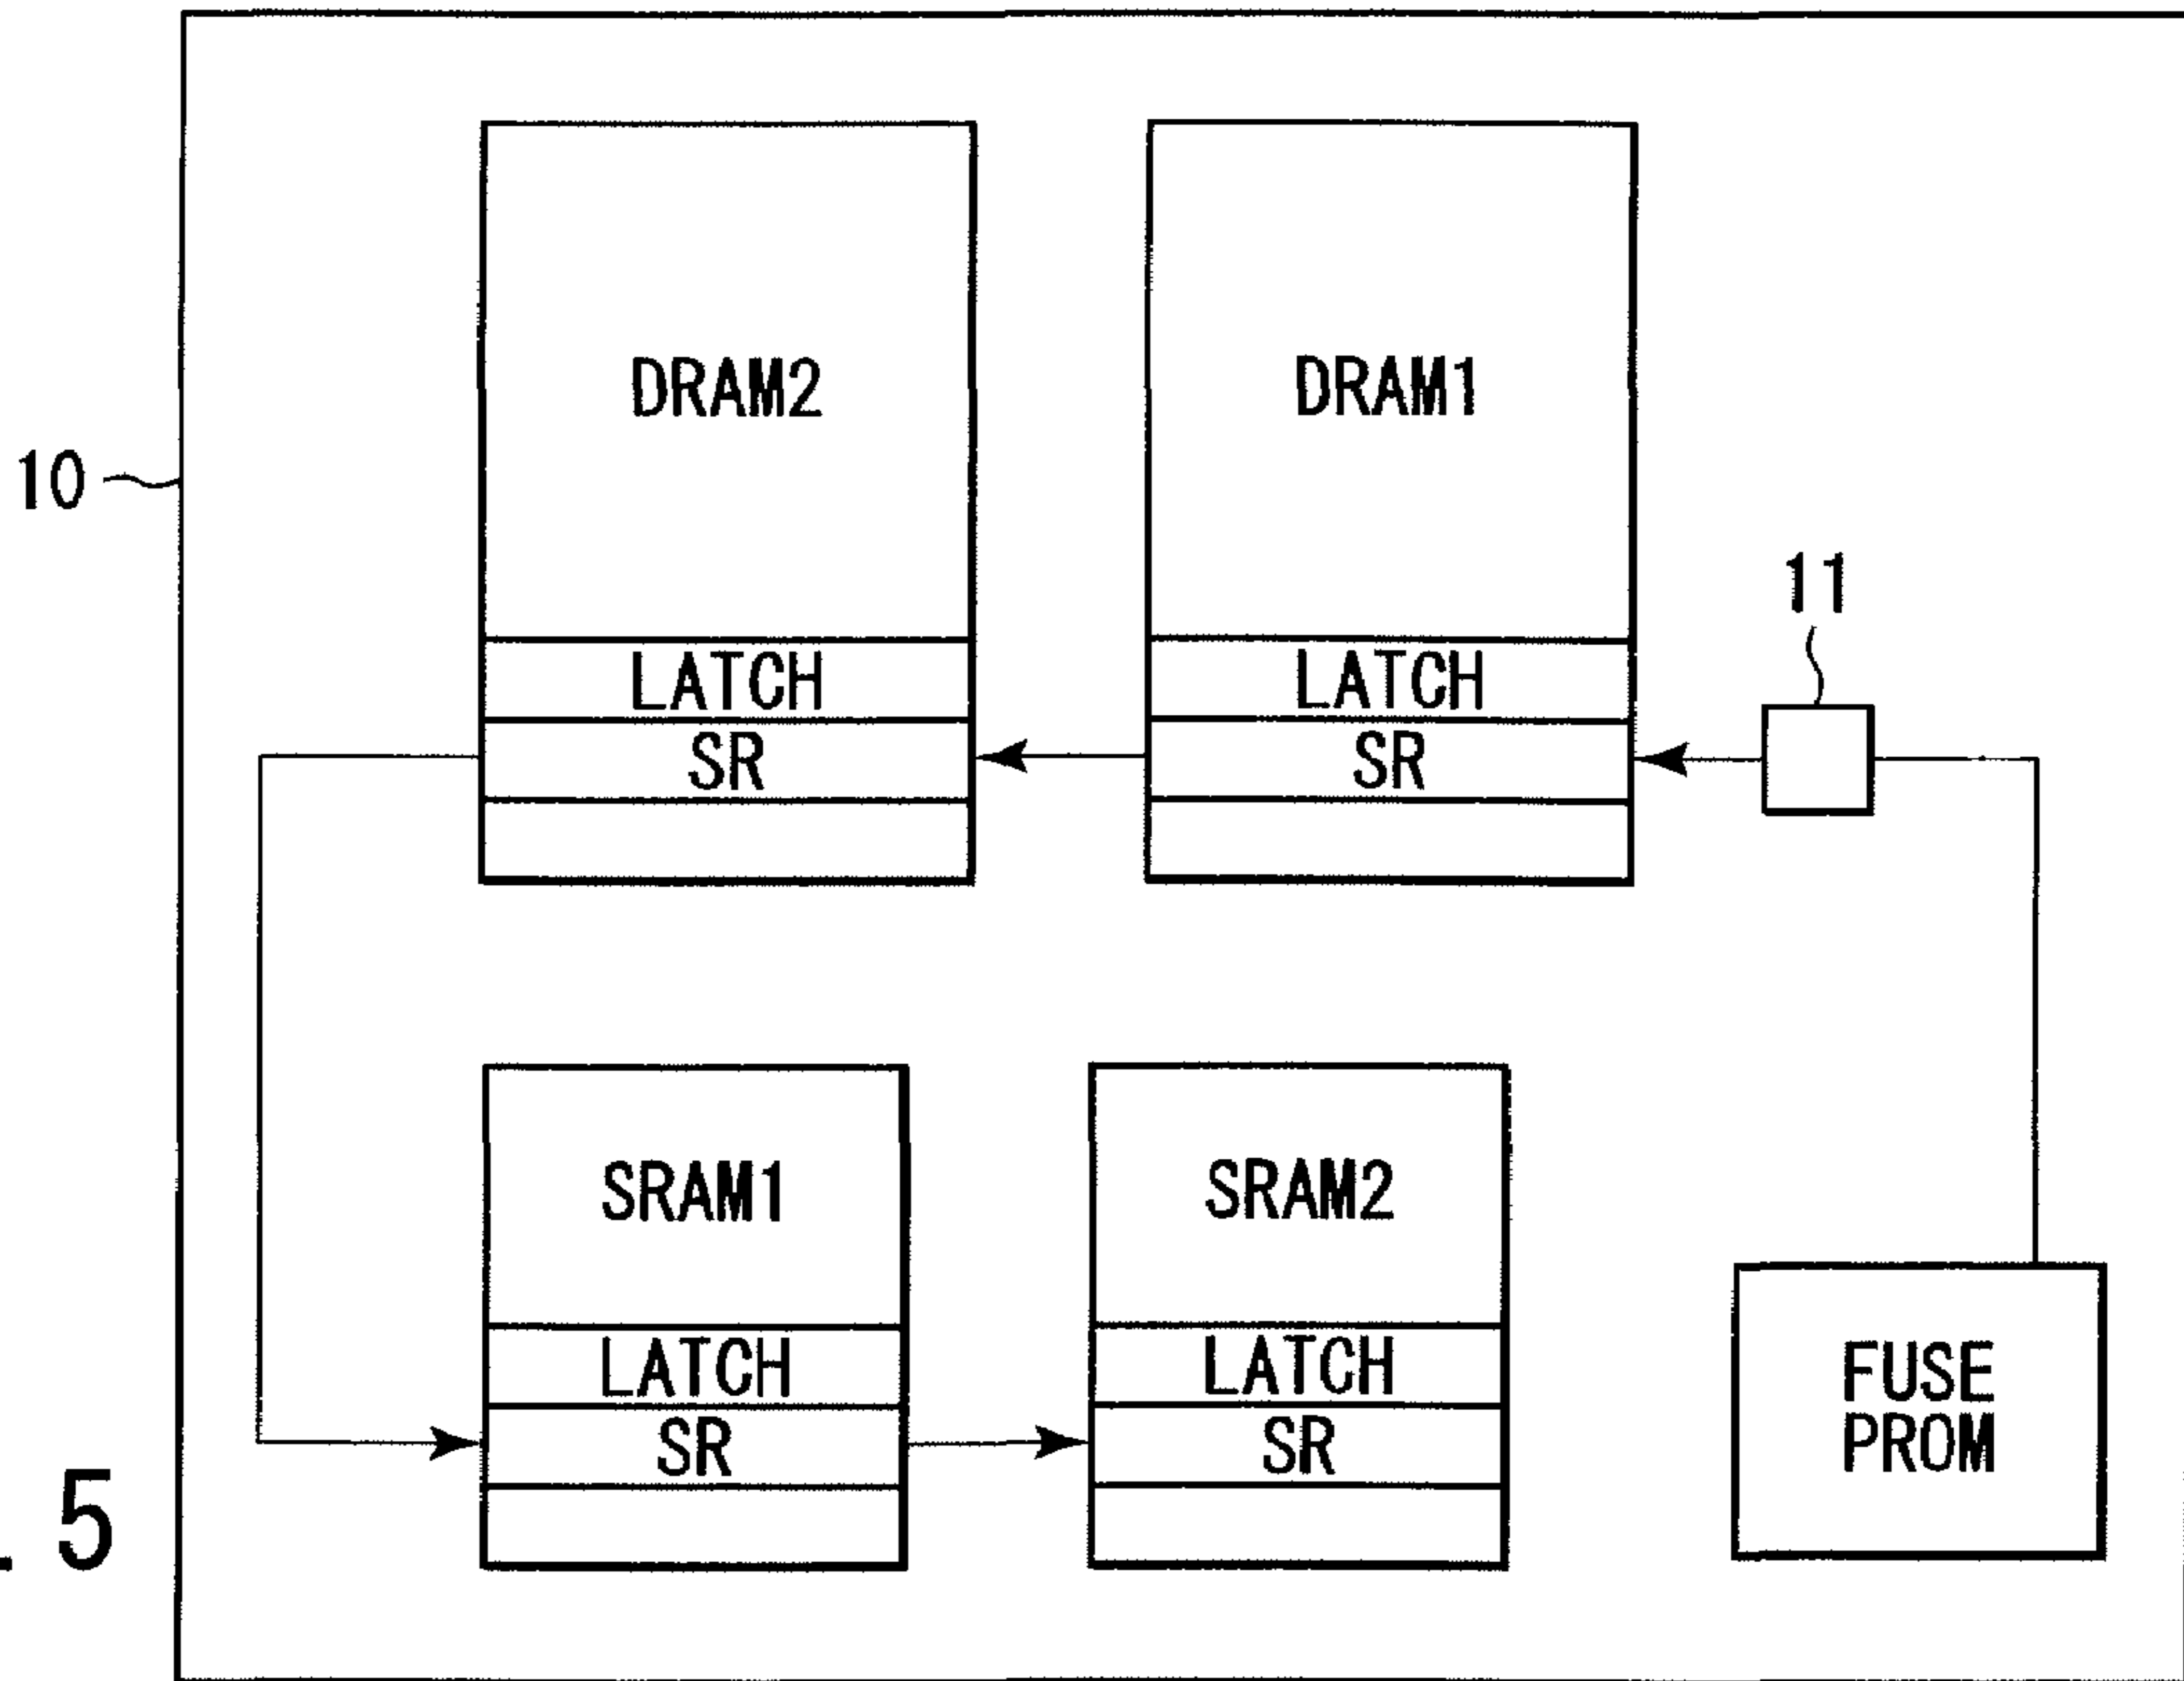 10
DRAM2
LATCH
SR
DRAM1
LATCH
SR
11
SRAM1
LATCH
SR
SRAM2
LATCH
SR
FUSE
PROM
. 5